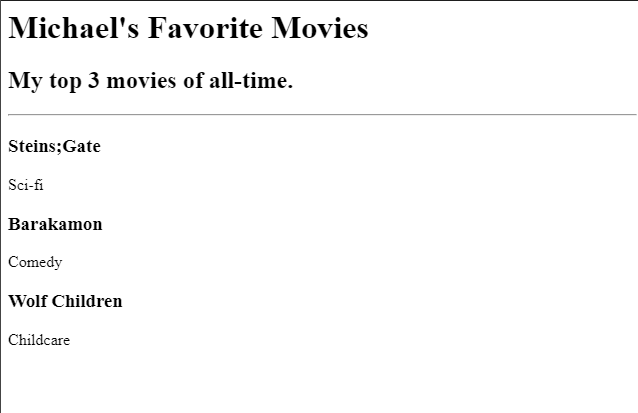 Michael's Favorite Movies
My top 3 movies of all-time.
Steins;Gate
Sci-fi
Barakamon
Comedy
Wolf Children
Childcare